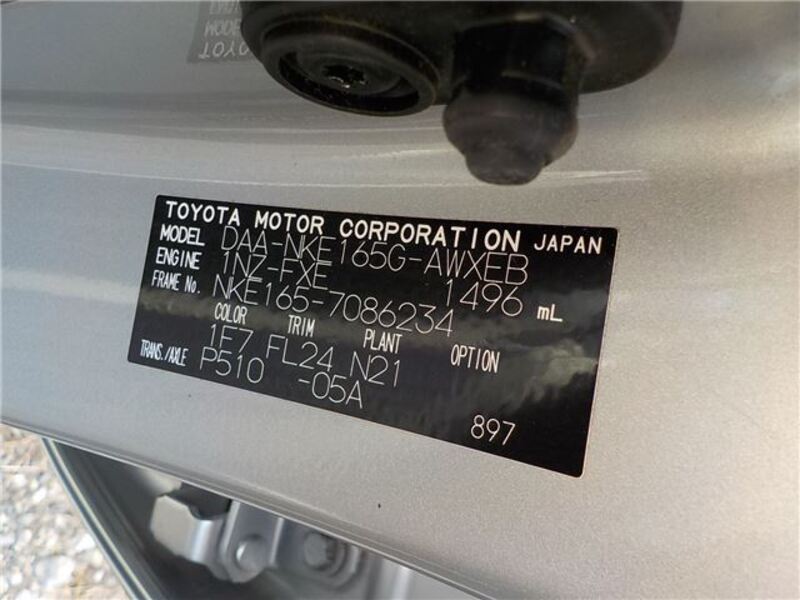 TOYOTA MOTOR CORPORATION JAPAN
MODEL DAA-NKE165G-AWXEB
ENGINE 1NZ-FXE 1496 mL
FRAME No. NKE165-7086234
COLOR TRIM PLANT OPTION
1F7 FL24 N21
TRANS./AXLE P510 -05A
897